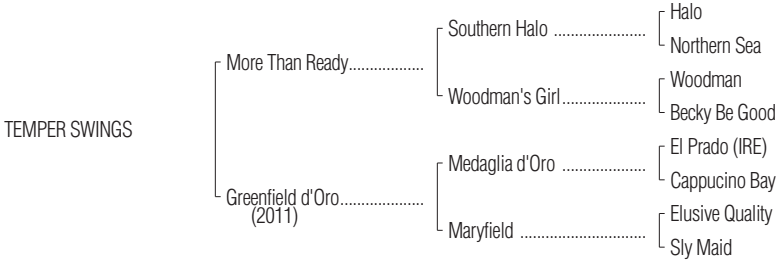 Halo
Southern Halo ......................
Northern Sea
More Than Ready..................
Woodman
Woodman's Girl....................
Becky Be Good
TEMPER SWINGS
El Prado (IRE)
Medaglia d'Oro ....................
Cappucino Bay
Greenfield d'Oro....................
(2011)
Elusive Quality
Maryfield ..............................
Sly Maid